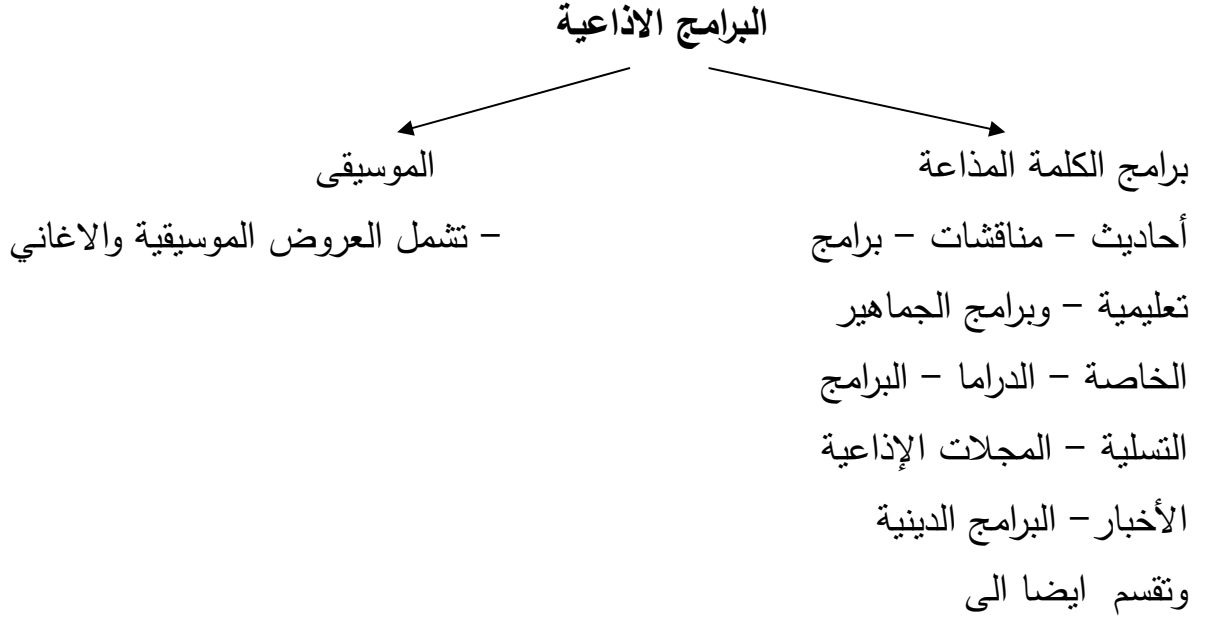 البرامج الاذاعية
برامج الكلمة المذاعة
الموسيقى
أحاديث – مناقشات – برامج
– تشمل العروض الموسيقية والاغاني
تعليمية – وبرامج الجماهير
الخاصة – الدراما – البرامج
التسلية – المجلات الإذاعية
الأخبار – البرامج الدينية
وتقسم ايضا الى